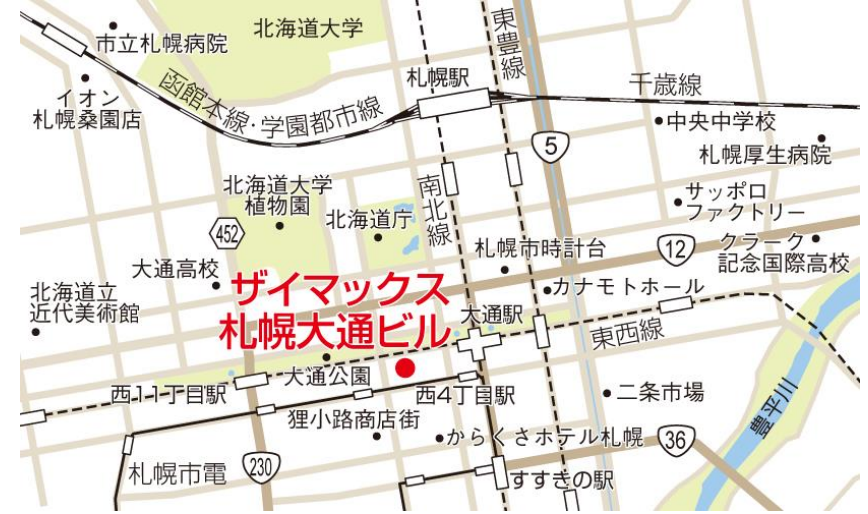 北海道大学
市立札幌病院
イオン
札幌桑園店
函館本線・学園都市線
札幌駅
東豊線
千歳線
5
中央中学校
札幌厚生病院
北海道大学
植物園
北海道庁
南北線
サッポロ
ファクトリー
452
札幌市時計台
12
クラーク
記念国際高校
大通高校
北海道立
近代美術館
ザイマックス
札幌大通ビル
カナモトホール
大通駅
東西線
西11丁目駅
大通公園
西4丁目駅
二条市場
豊平川
狸小路商店街
からくさホテル札幌
36
札幌市電
230
すすきの駅